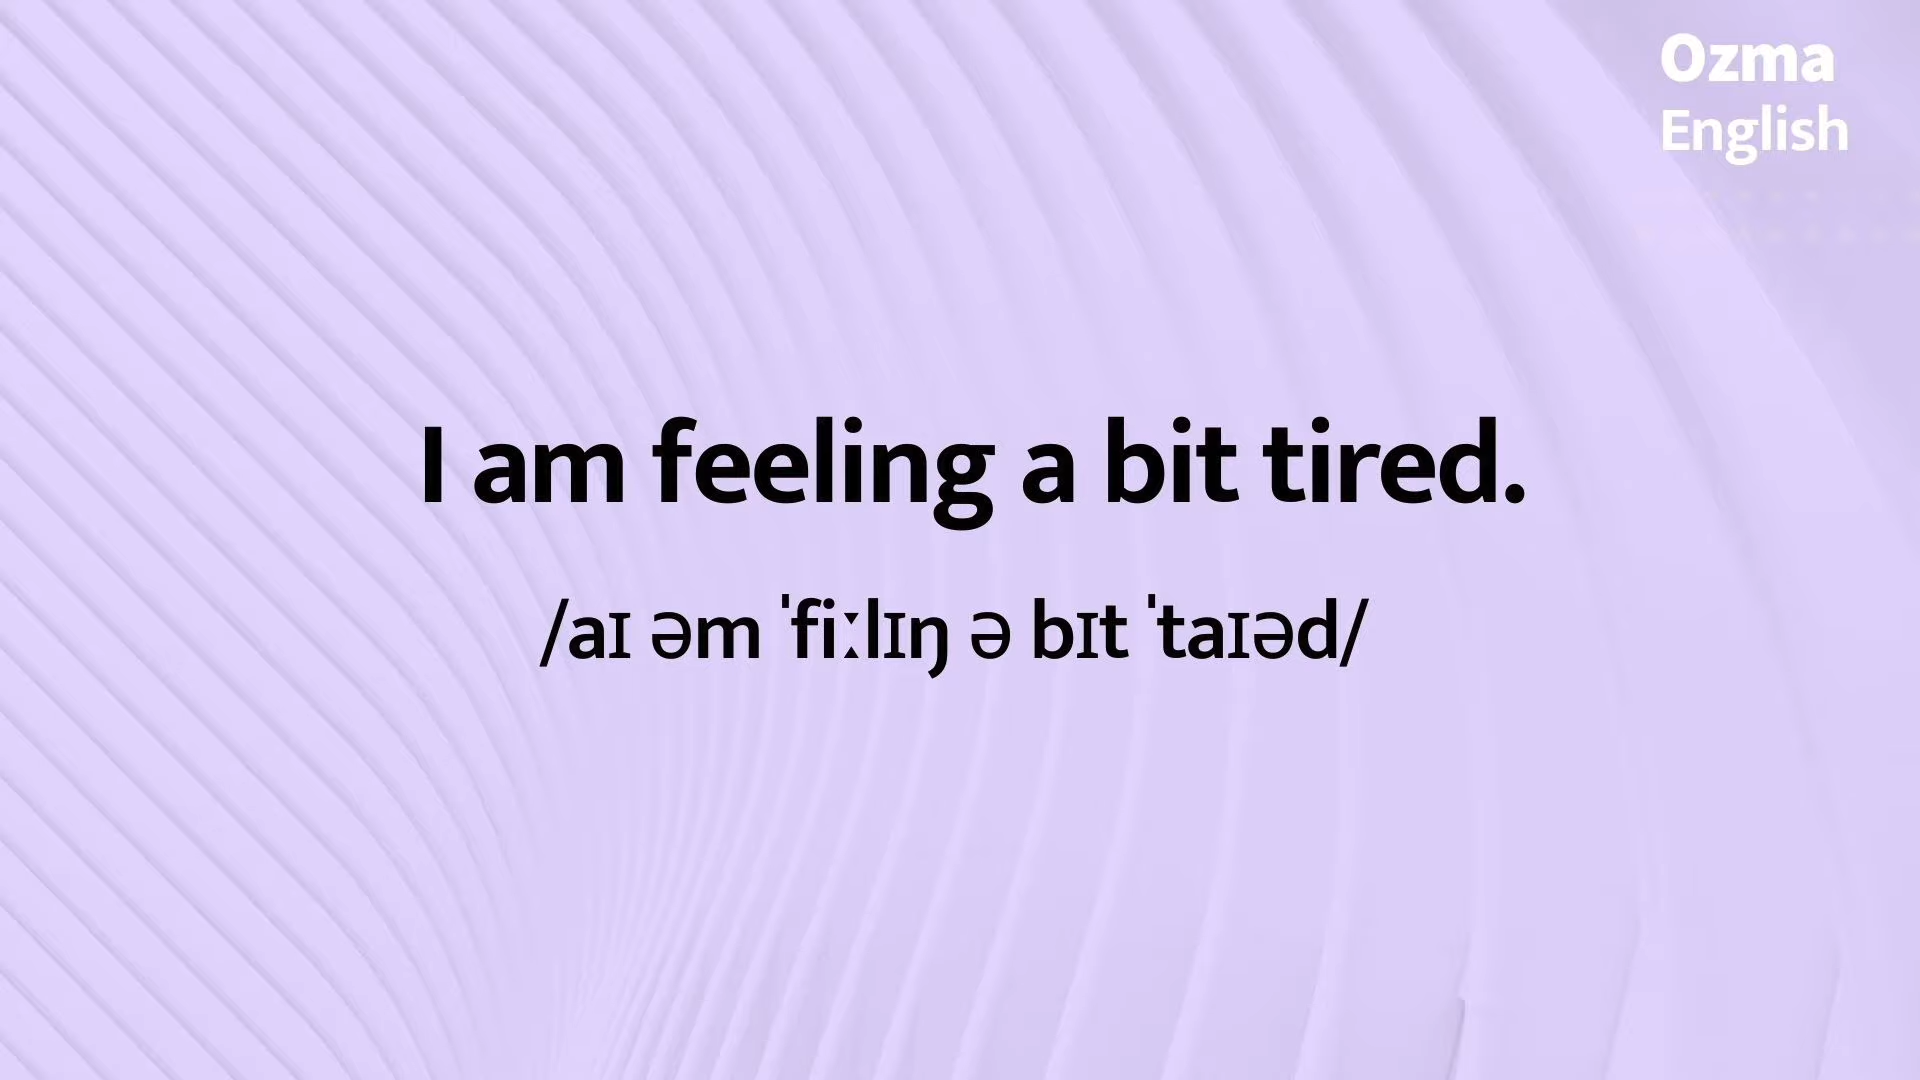 Ozma
English
I am feeling a bit tired.
/aɪ əm ˈfiːlɪŋ ə bɪt ˈtaɪəd/